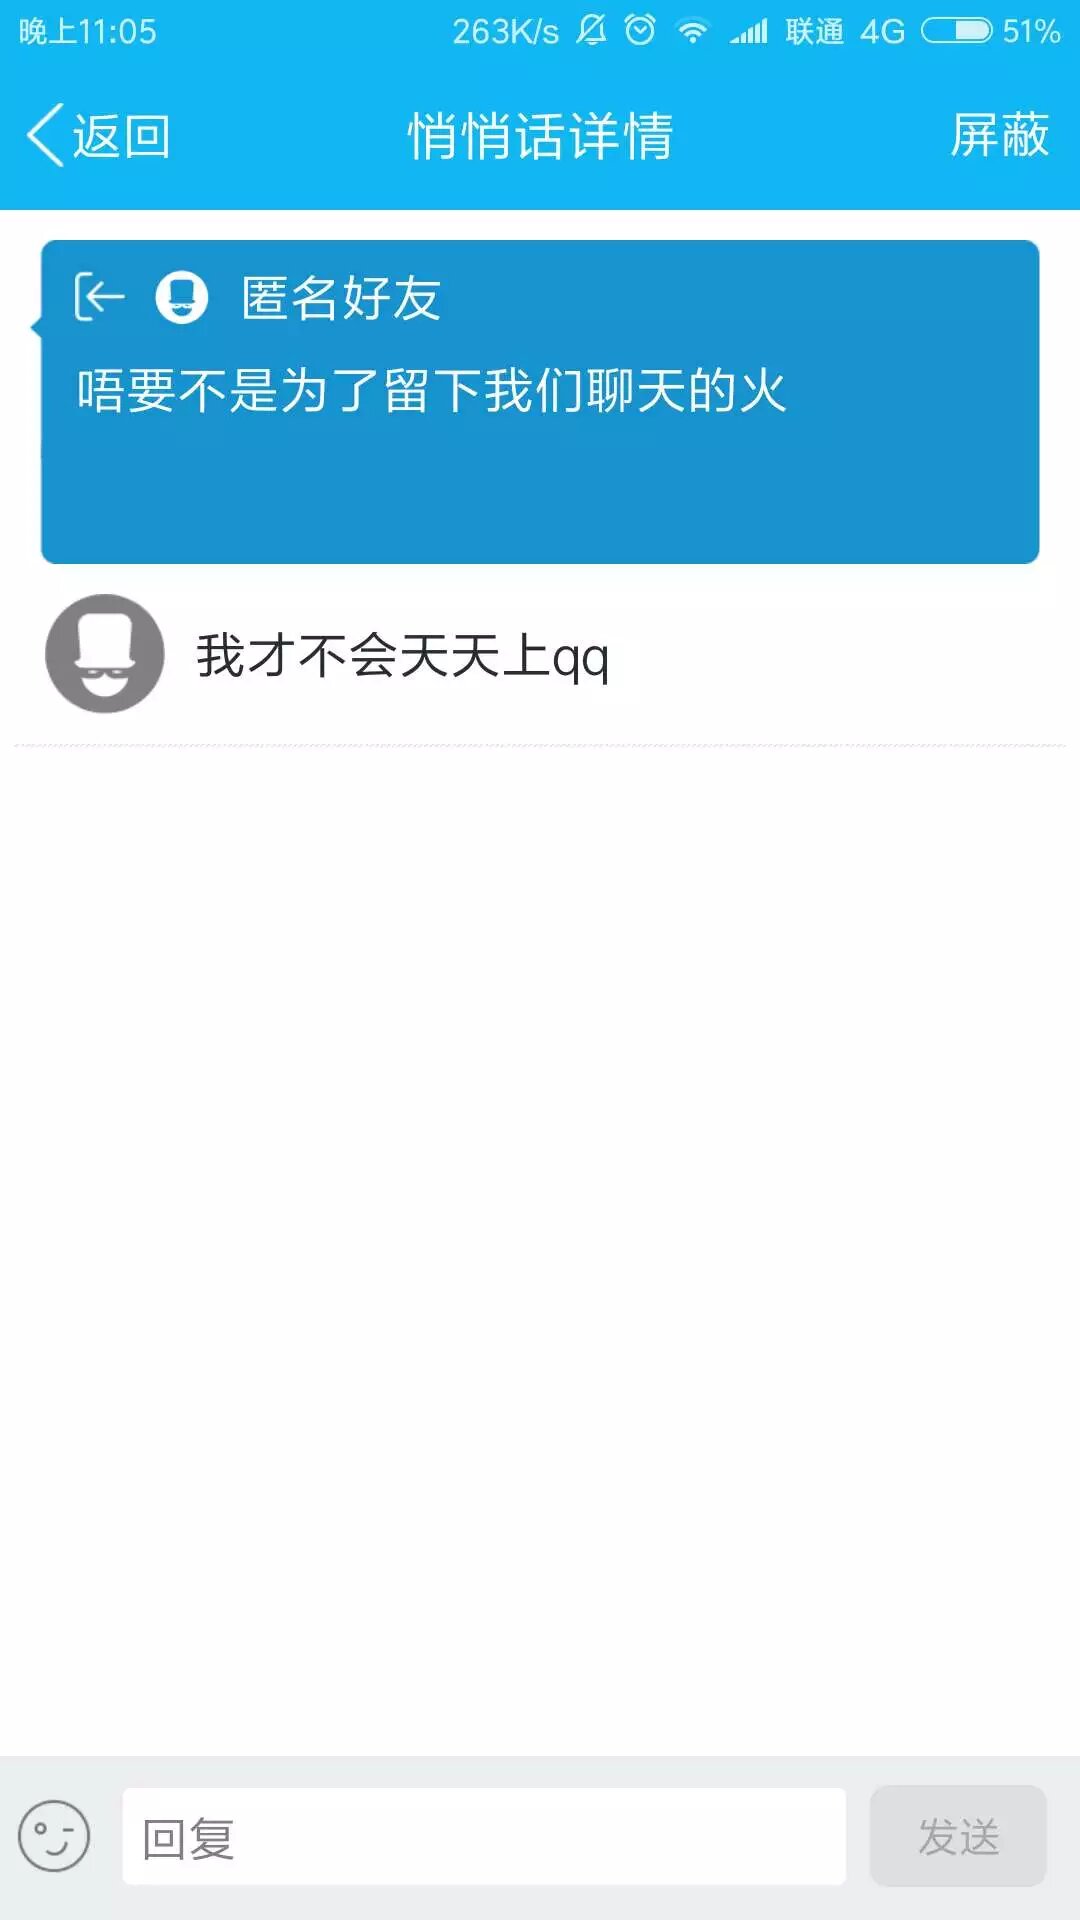 晚上11:05 263K/s 联通 4G 51%
返回 悄悄话详情 屏蔽
匿名好友
唔要不是为了留下我们聊天的火
我才不会天天上qq
回复 发送